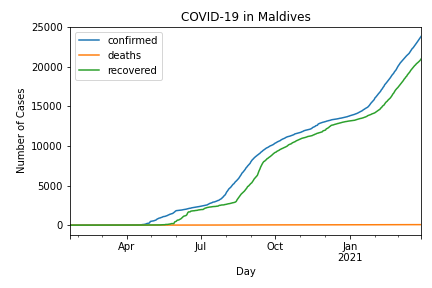 COVID-19 in Maldives
25000
20000
15000
10000
5000
0
Number of Cases
confirmed
deaths
recovered
Apr
Jul
Oct
Jan
2021
Day